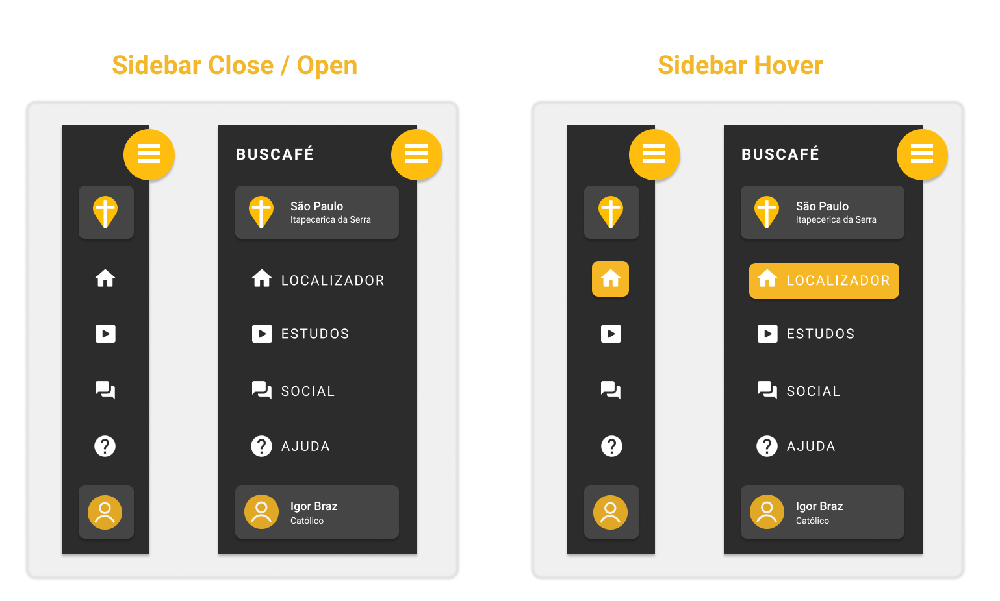 Sidebar Close / Open
BUSCAFÉ
São Paulo
Itapecerica da Serra
LOCALIZADOR
ESTUDOS
SOCIAL
AJUDA
Igor Braz
Católico
Sidebar Hover
BUSCAFÉ
São Paulo
Itapecerica da Serra
LOCALIZADOR
ESTUDOS
SOCIAL
AJUDA
Igor Braz
Católico